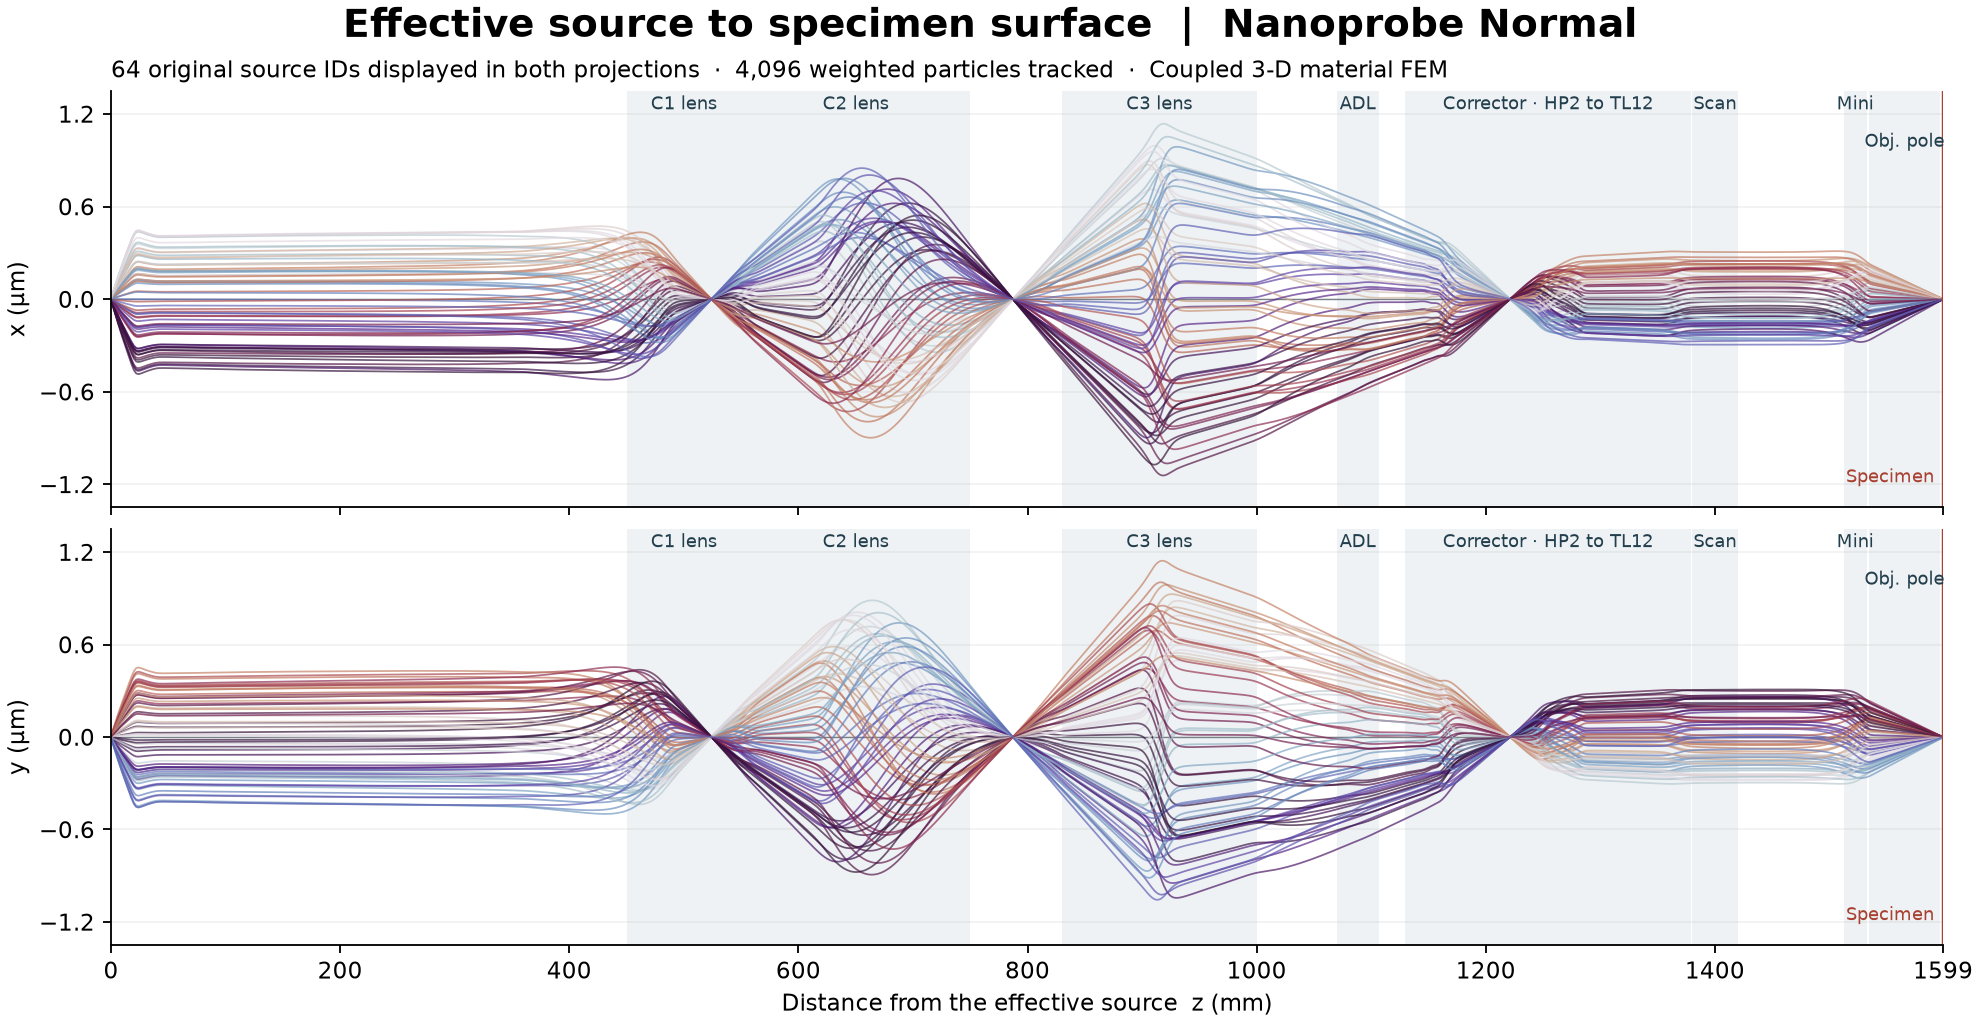 Effective source to specimen surface | Nanoprobe Normal
64 original source IDs displayed in both projections · 4,096 weighted particles tracked · Coupled 3-D material FEM
C1 lens C2 lens C3 lens ADL Corrector · HP2 to TL12 Scan Mini
Obj. pole
1.2
0.6
0.0
−0.6
−1.2
x (μm)
Specimen
C1 lens C2 lens C3 lens ADL Corrector · HP2 to TL12 Scan Mini
Obj. pole
1.2
0.6
0.0
−0.6
−1.2
y (μm)
Specimen
0 200 400 600 800 1000 1200 1400 1599
Distance from the effective source z (mm)